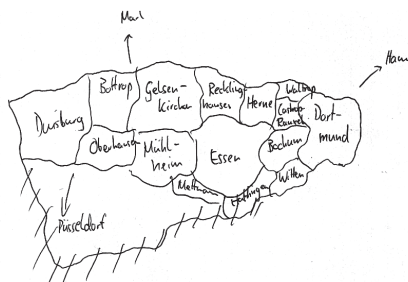 Marl
Ham
Bottrop
Gelsen-
kirchen
Reckling
hausen
Herne
Waltrop
Castrop
Rauxel
Dort-
mund
Duisburg
Oberhausen
Mühl-
heim
Essen
Bochum
Witten
Mettmann
Hattingen
Düsseldorf